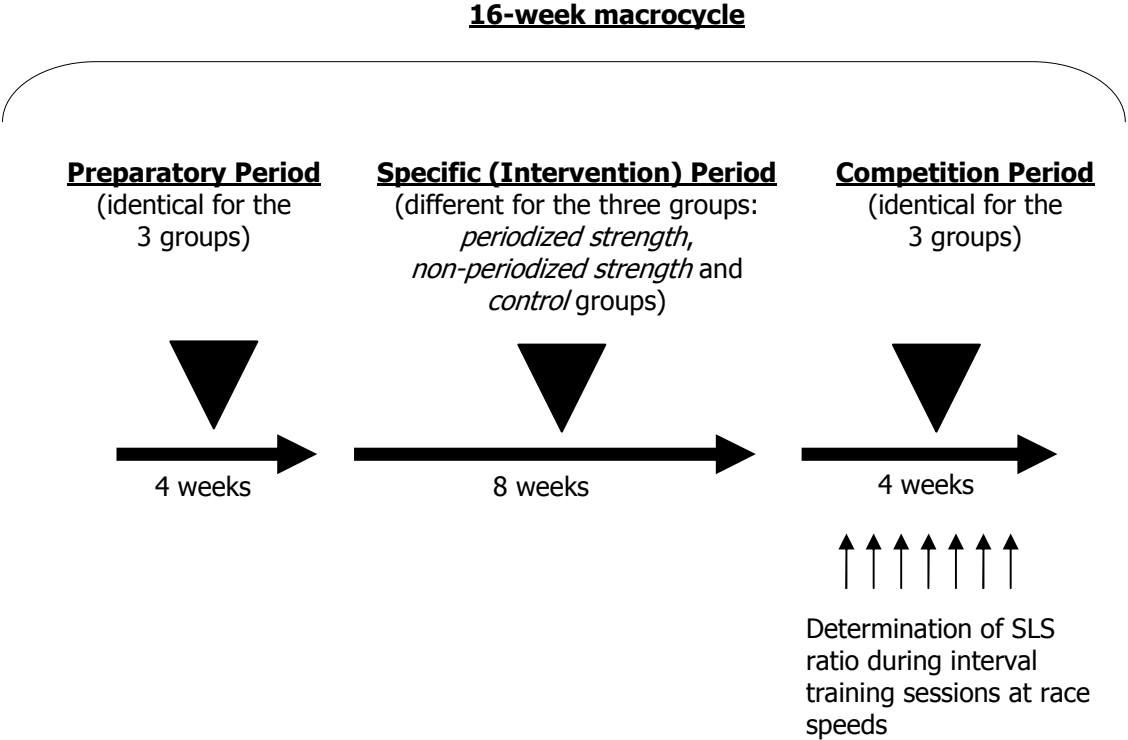 16-week macrocycle
Preparatory Period
(identical for the
3 groups)
Specific (Intervention) Period
(different for the three groups:
periodized strength,
non-periodized strength and
control groups)
Competition Period
(identical for the
3 groups)
4 weeks
8 weeks
4 weeks
Determination of SLS
ratio during interval
training sessions at race
speeds